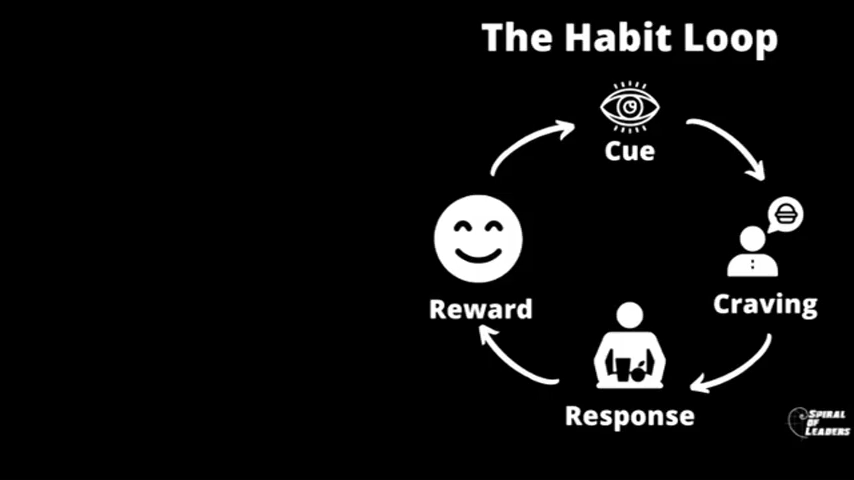 The Habit Loop
Cue
Reward
Craving
Response
SPIRAL
OF
LEADERS